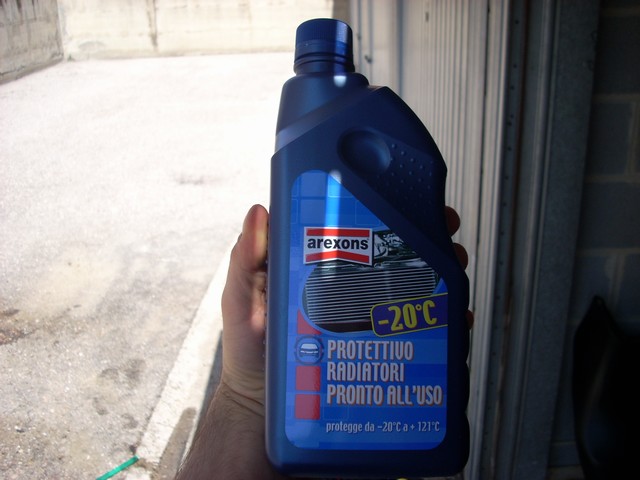 arexons
-20°C
PROTETTIVO
RADIATORI
PRONTO ALL'USO
protegge da -20°C a + 121°C